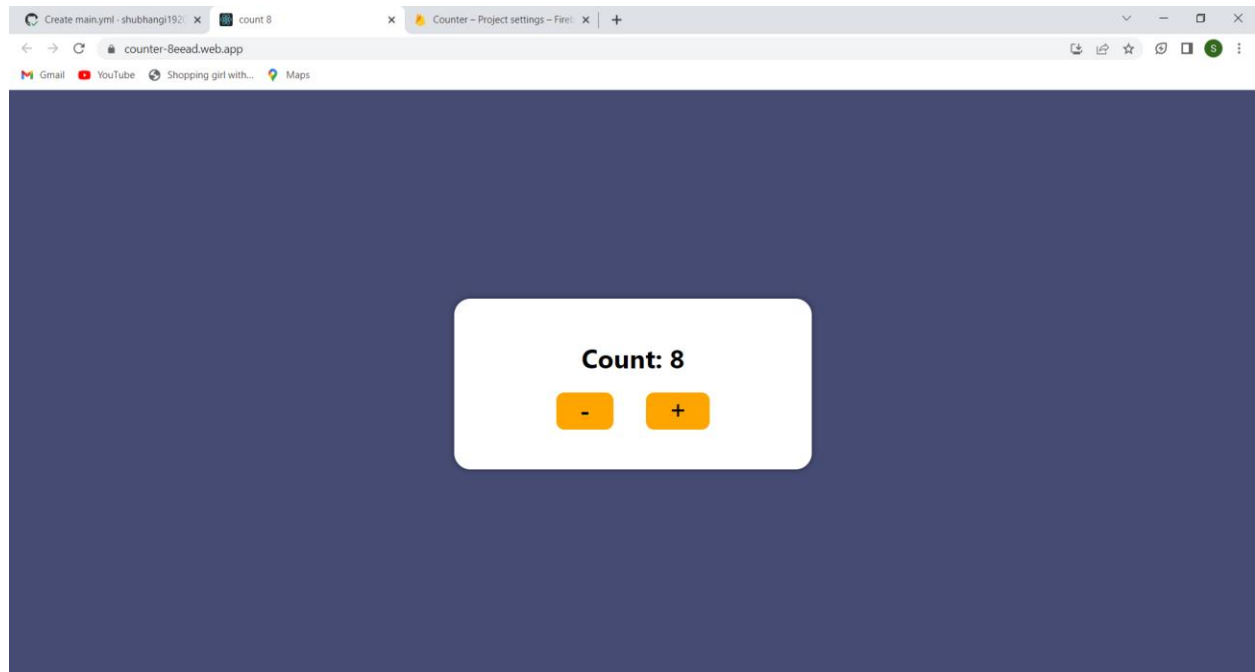 Create main.yml · shubhangi192 count 8 Counter – Project settings – Fire
counter-8eead.web.app
S
Gmail YouTube Shopping girl with... Maps
Count: 8
- +